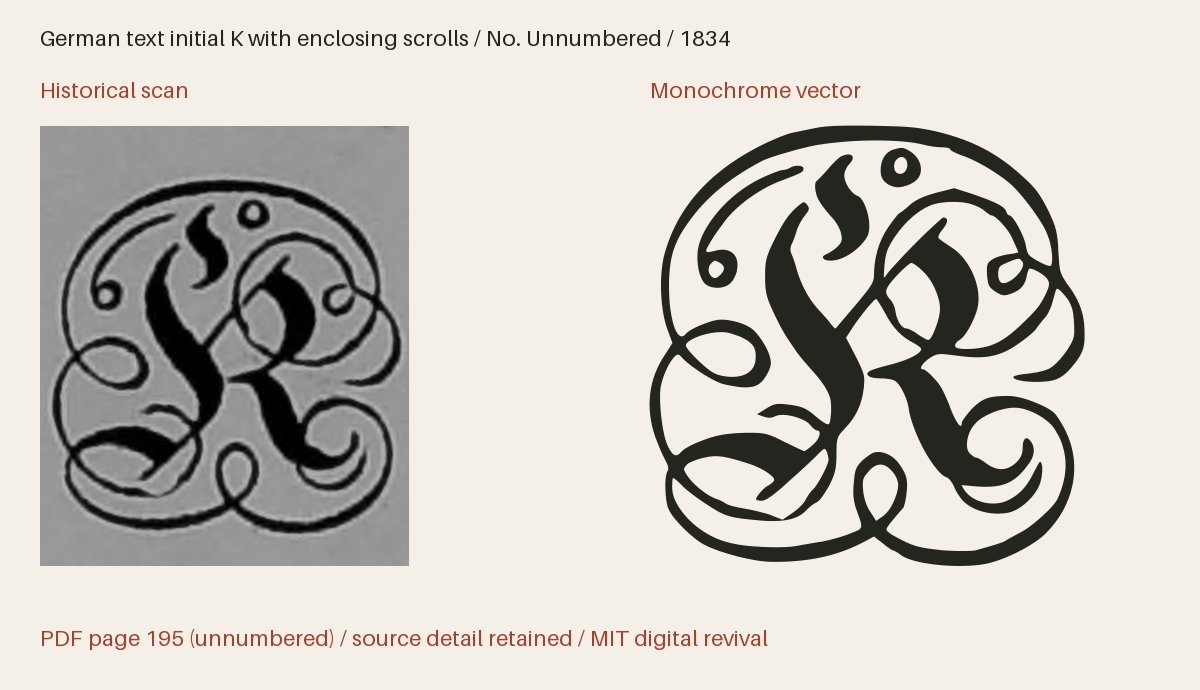 German text initial K with enclosing scrolls / No. Unnumbered / 1834
Historical scan
Monochrome vector
K
K
PDF page 195 (unnumbered) / source detail retained / MIT digital revival